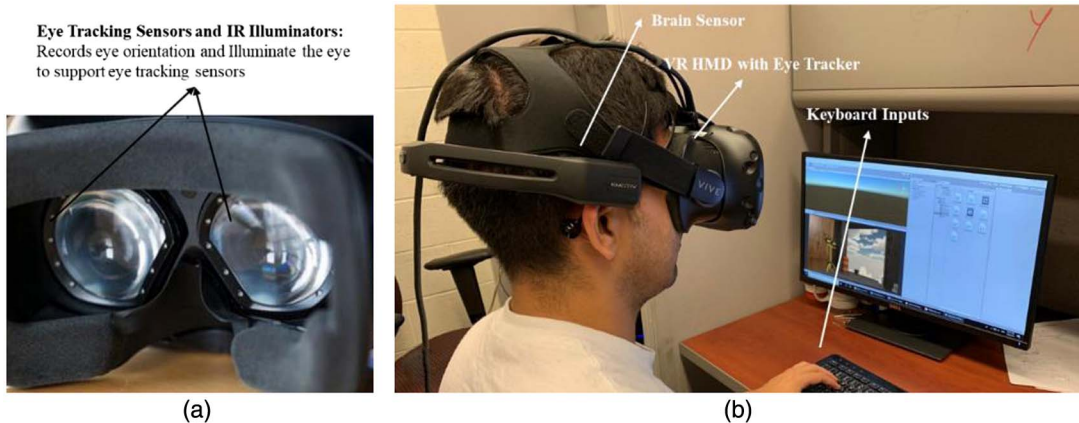 Eye Tracking Sensors and IR Illuminators:
Records eye orientation and Illuminate the eye
to support eye tracking sensors
(a)
Brain Sensor
VR HMD with Eye Tracker
Keyboard Inputs
VIVE
Y
(b)